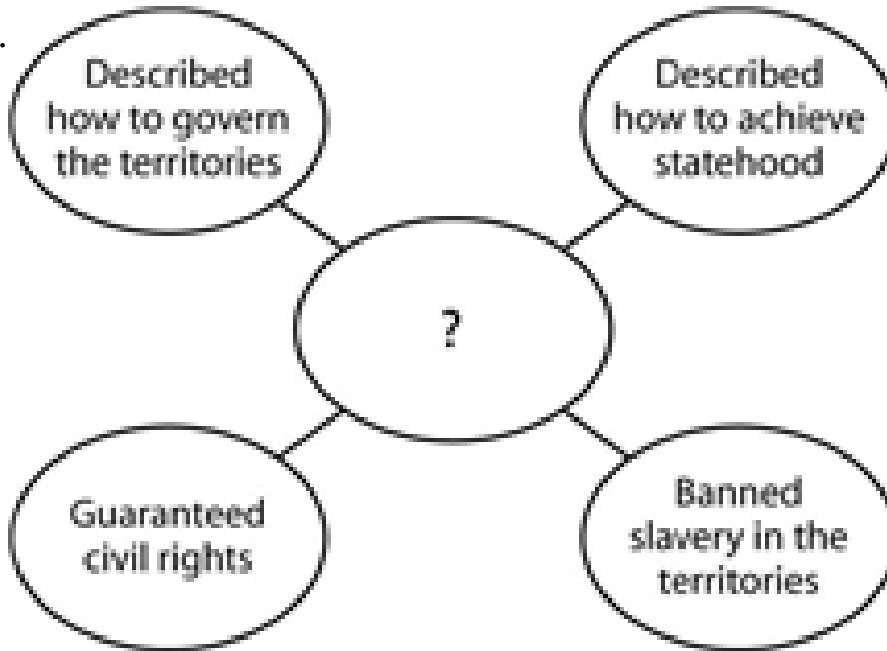 .
Described
how to govern
the territories
Described
how to achieve
statehood
?
Guaranteed
civil rights
Banned
slavery in the
territories